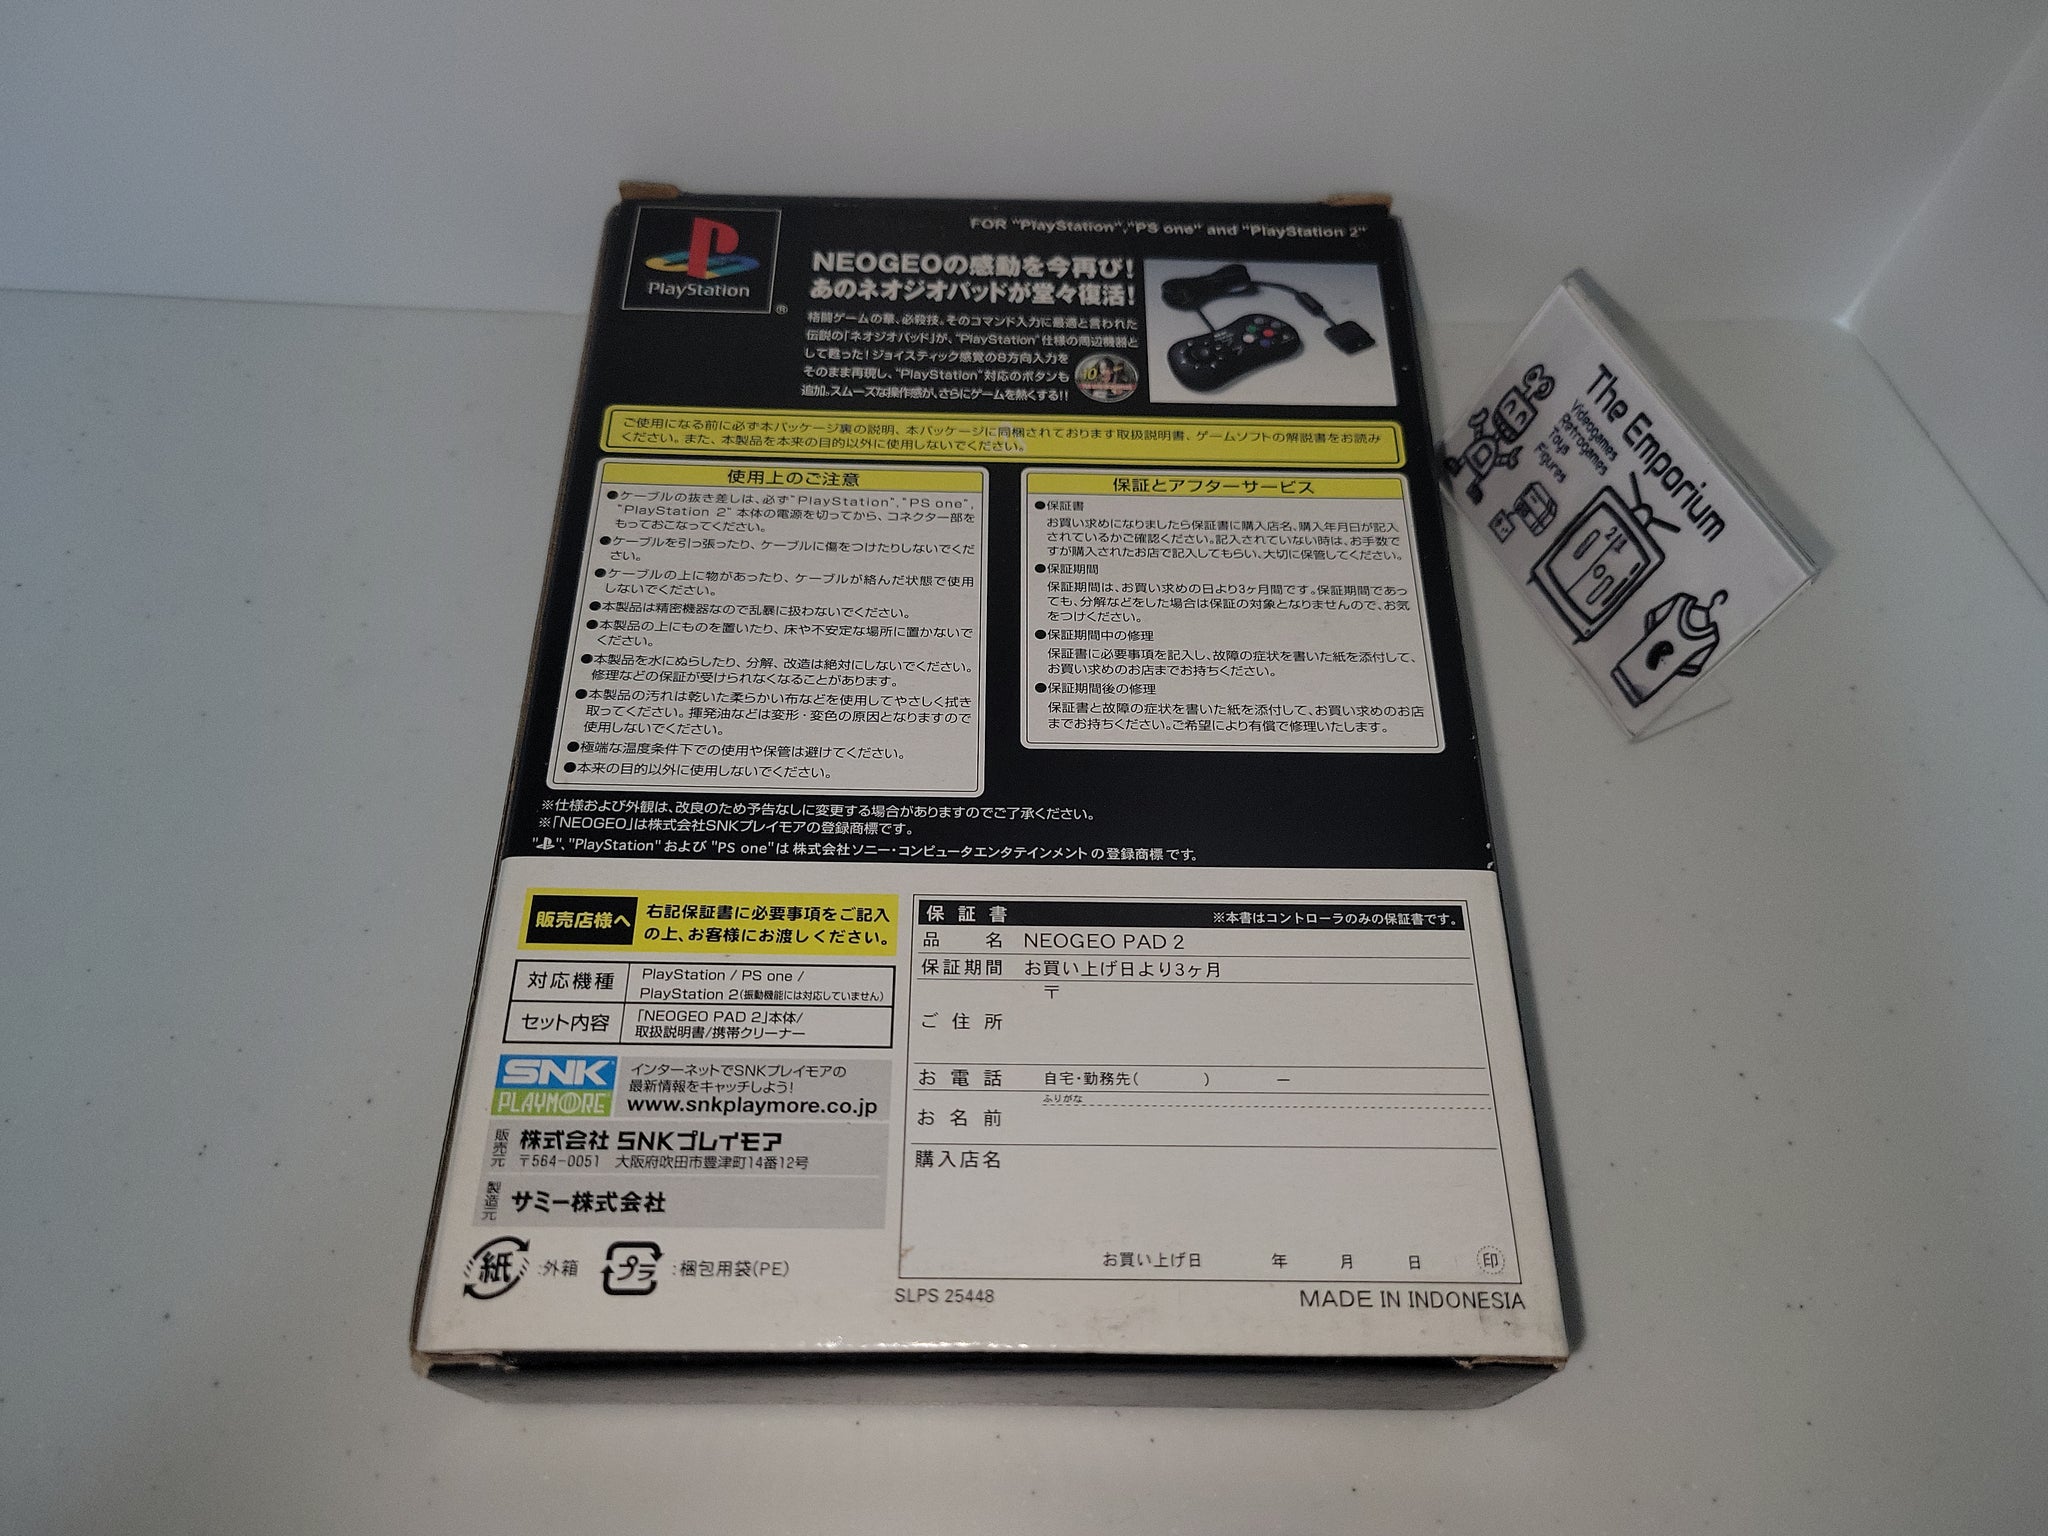 PlayStation
®
FOR "PlayStation","PS one" and "PlayStation 2"
NEOGEOの感動を今再び!
あのネオジオパッドが堂々復活!
格闘ゲームの華、必殺技。そのコマンド入力に最適と言われた
伝説の「ネオジオパッド」が、"PlayStation"仕様の周辺機器と
して甦った!ジョイスティック感覚の8方向入力を
そのまま再現し、"PlayStation"対応のボタンも
追加。スムーズな操作感が、さらにゲームを熱くする!!
ご使用になる前に必ず本パッケージ裏の説明、本パッケージに同梱されております取扱説明書、ゲームソフトの解説書をお読み
ください。また、本製品を本来の目的以外に使用しないでください。
使用上のご注意
●ケーブルの抜き差しは、必ず"PlayStation","PS one",
"PlayStation 2"本体の電源を切ってから、コネクター部を
もっておこなってください。
●ケーブルを引っ張ったり、ケーブルに傷をつけたりしないでくだ
さい。
●ケーブルの上に物があったり、ケーブルが絡んだ状態で使用
しないでください。
●本製品は精密機器なので乱暴に扱わないでください。
●本製品の上にものを置いたり、床や不安定な場所に置かないで
ください。
●本製品を水にぬらしたり、分解、改造は絶対にしないでください。
修理などの保証が受けられなくなることがあります。
●本製品の汚れは乾いた柔らかい布などを使用してやさしく拭き
取ってください。揮発油などは変形・変色の原因となりますので
使用しないでください。
●極端な温度条件下での使用や保管は避けてください。
●本来の目的以外に使用しないでください。
保証とアフターサービス
●保証書
お買い求めになりましたら保証書に購入店名、購入年月日が記入
されているかご確認ください。記入されていない時は、お手数で
すが購入されたお店で記入してもらい、大切に保管してください。
●保証期間
保証期間は、お買い求めの日より3ヶ月間です。保証期間であっ
ても、分解などをした場合は保証の対象となりませんので、お気
をつけください。
●保証期間中の修理
保証書に必要事項を記入し、故障の症状を書いた紙を添付して、
お買い求めのお店までお持ちください。
●保証期間後の修理
保証書と故障の症状を書いた紙を添付して、お買い求めのお店
までお持ちください。ご希望により有償で修理いたします。
※仕様および外観は、改良のため予告なしに変更する場合がありますのでご了承ください。
※「NEOGEO」は株式会社SNKプレイモアの登録商標です。
" "、"PlayStation"および"PS one"は株式会社ソニー・コンピュータエンタテインメントの登録商標です。
販売店様へ
右記保証書に必要事項をご記入
の上、お客様にお渡しください。
対応機種
PlayStation / PS one /
PlayStation 2(振動機能には対応していません)
セット内容
「NEOGEO PAD 2」本体/
取扱説明書/携帯クリーナー
SNK
PLAYMORE
インターネットでSNKプレイモアの
最新情報をキャッチしよう!
www.snkplaymore.co.jp
販売元 株式会社 SNKプレイモア
〒564-0051 大阪府吹田市豊津町14番12号
製造元 サミー株式会社
紙 :外箱
プラ :梱包用袋(PE)
保証書 ※本書はコントローラのみの保証書です。
品名 NEOGEO PAD 2
保証期間 お買い上げ日より3ヶ月
〒
ご住所
お電話 自宅・勤務先( ) ー
ふりがな
お名前
購入店名
お買い上げ日 年 月 日 印
SLPS 25448
MADE IN INDONESIA
The Emporium
Videogames
Retrogames
Toys
Figures